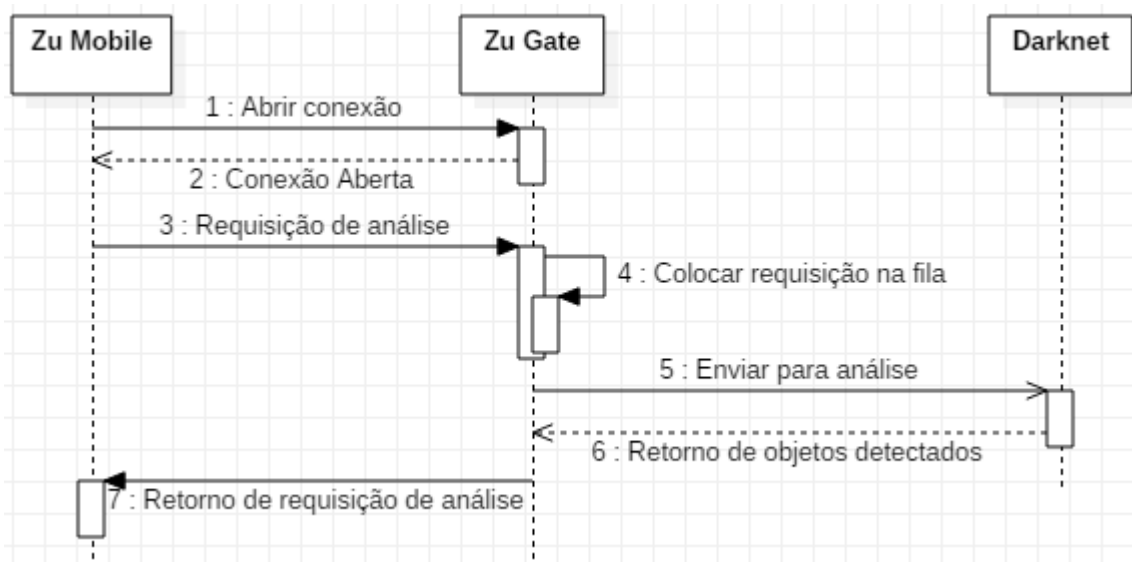 Zu Mobile
Zu Gate
Darknet
1 : Abrir conexão
2 : Conexão Aberta
3 : Requisição de análise
4 : Colocar requisição na fila
5 : Enviar para análise
6 : Retorno de objetos detectados
7 : Retorno de requisição de análise